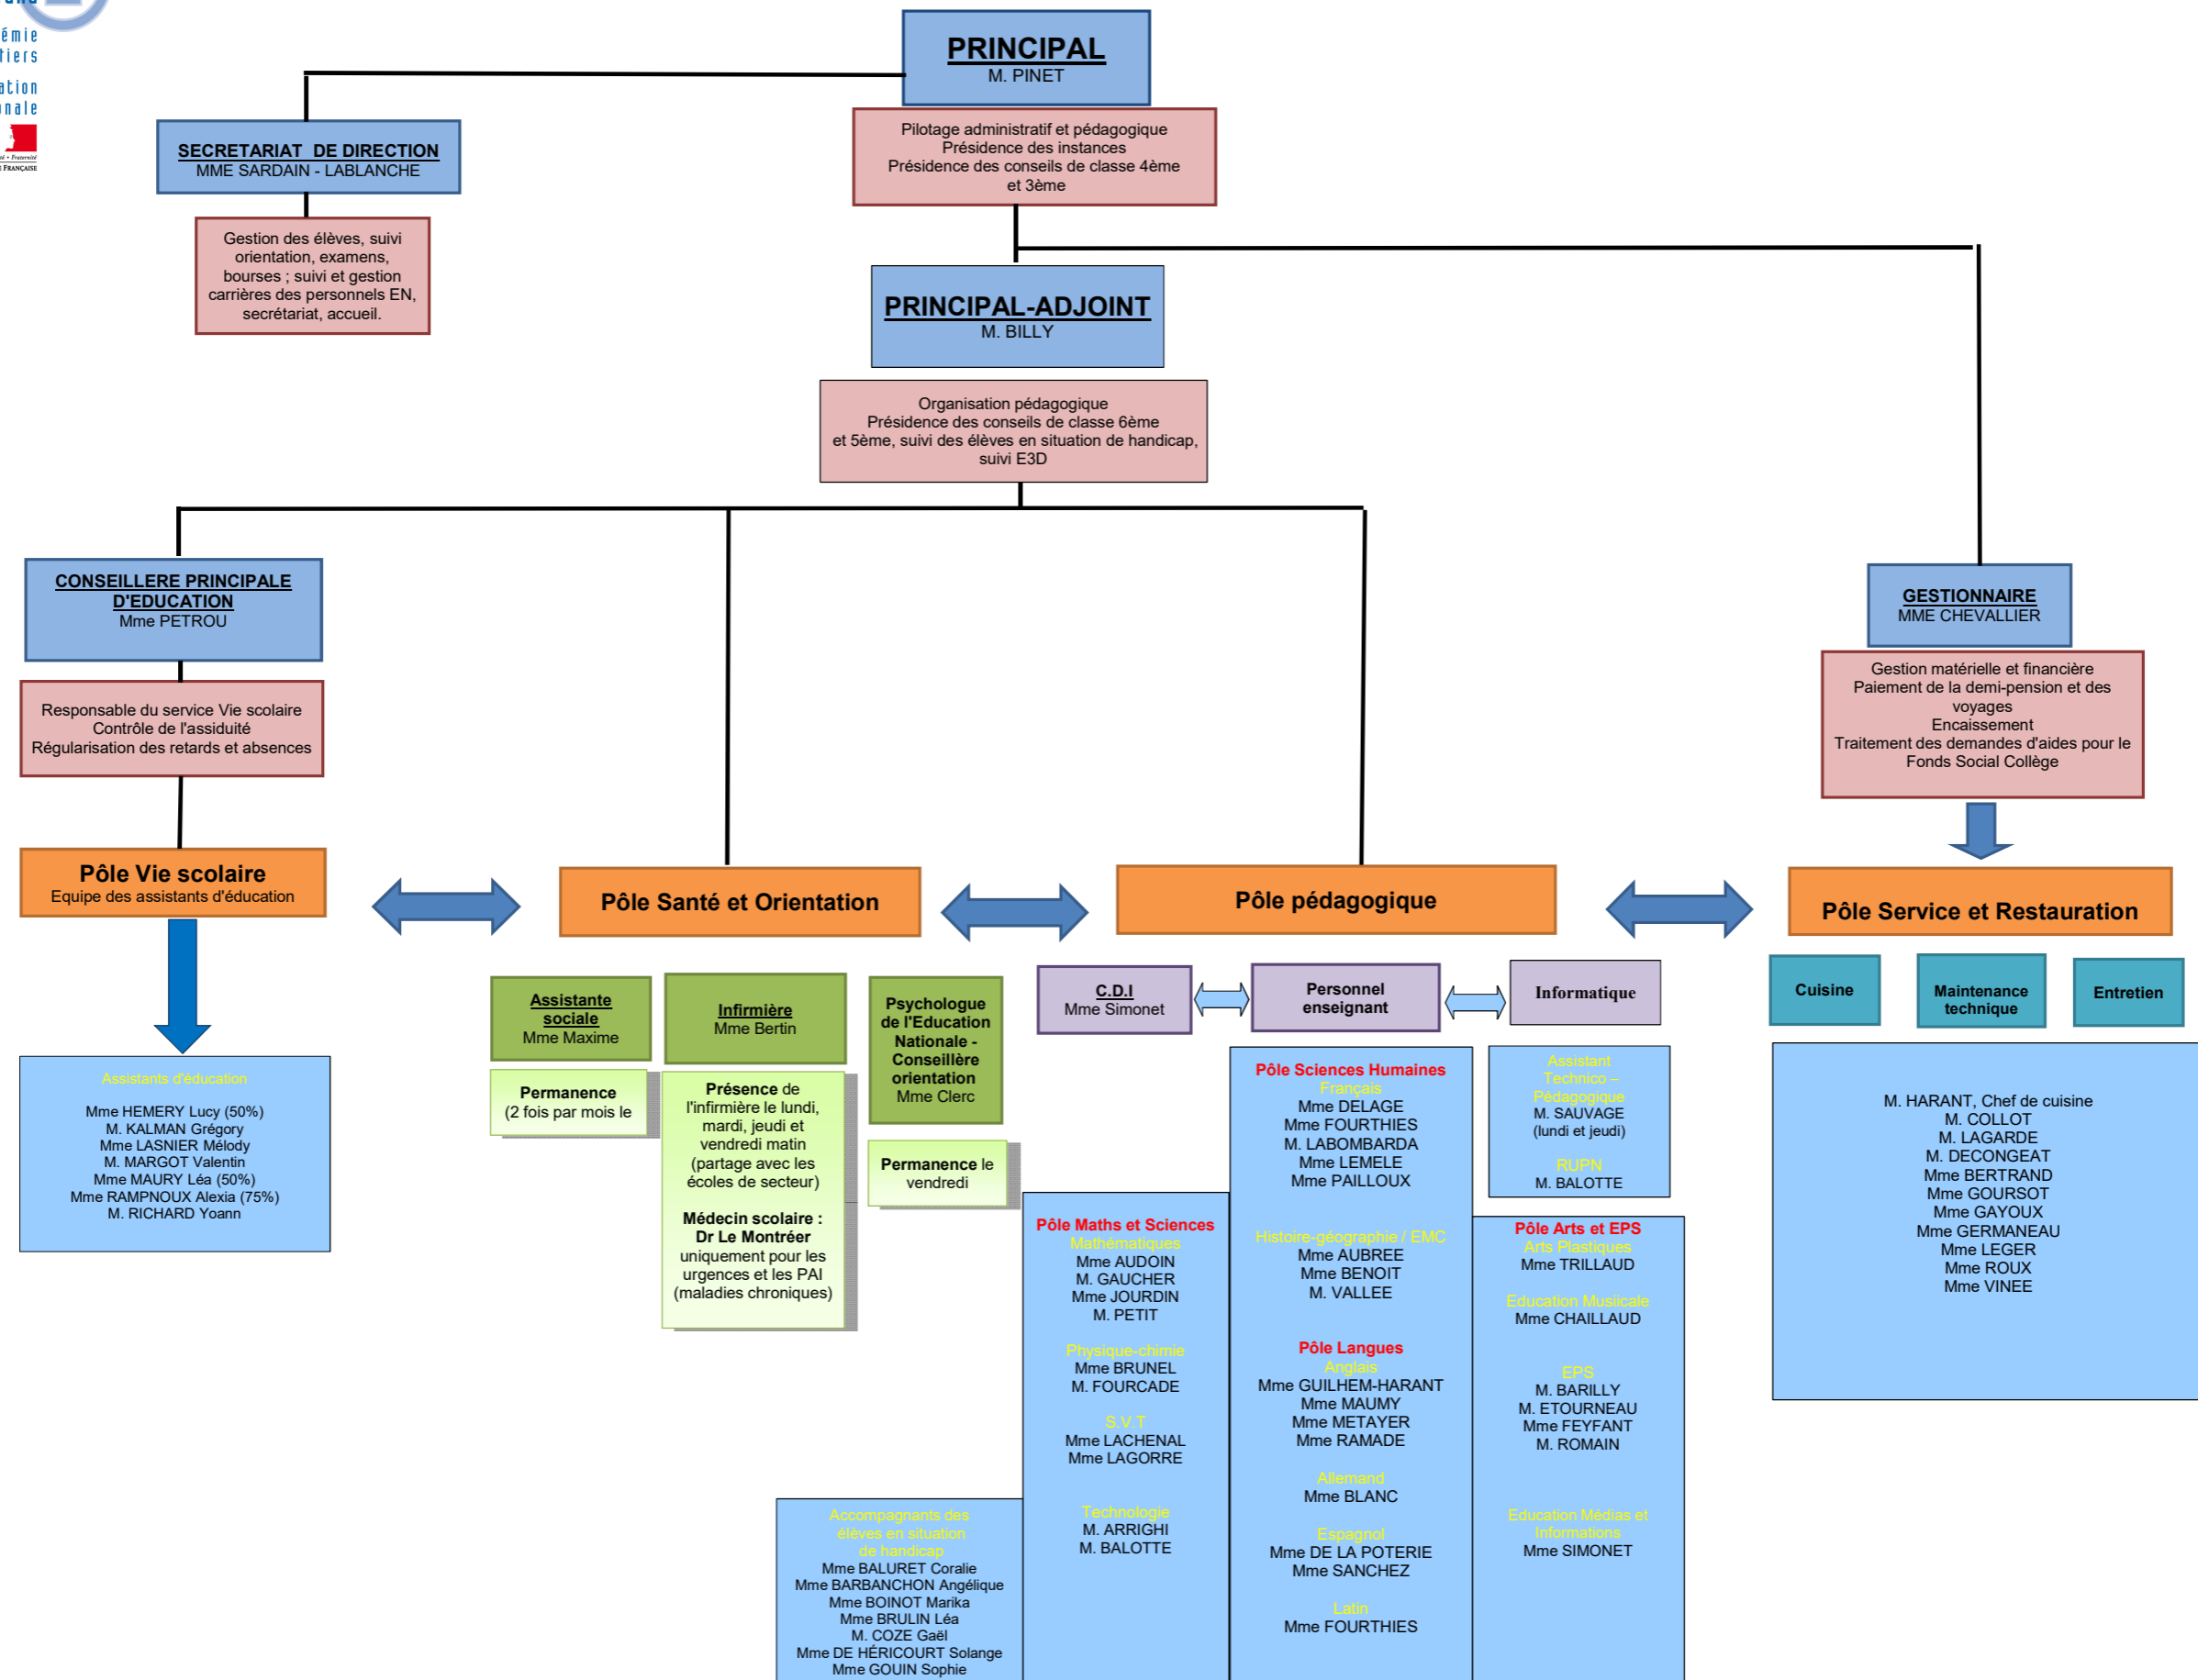 émie
tiers
ation
nale
PRINCIPAL
M. PINET
Pilotage administratif et pédagogique
Présidence des instances
Présidence des conseils de classe 4ème
et 3ème
SECRETARIAT DE DIRECTION
MME SARDAIN - LABLANCHE
Gestion des élèves, suivi
orientation, examens,
bourses ; suivi et gestion
carrières des personnels EN,
secrétariat, accueil.
PRINCIPAL-ADJOINT
M. BILLY
Organisation pédagogique
Présidence des conseils de classe 6ème
et 5ème, suivi des élèves en situation de handicap,
suivi E3D
CONSEILLERE PRINCIPALE
D'EDUCATION
Mme PETROU
Responsable du service Vie scolaire
Contrôle de l'assiduité
Régularisation des retards et absences
GESTIONNAIRE
MME CHEVALLIER
Gestion matérielle et financière
Paiement de la demi-pension et des
voyages
Encaissement
Traitement des demandes d'aides pour le
Fonds Social Collège
Pôle Vie scolaire
Equipe des assistants d'éducation
Pôle Santé et Orientation
Pôle pédagogique
Pôle Service et Restauration
Assistants d'éducation
Mme HEMERY Lucy (50%)
M. KALMAN Grégory
Mme LASNIER Mélody
M. MARGOT Valentin
Mme MAURY Léa (50%)
Mme RAMPNOUX Alexia (75%)
M. RICHARD Yoann
Assistante
sociale
Mme Maxime
Permanence
(2 fois par mois le
Infirmière
Mme Bertin
Présence de
l'infirmière le lundi,
mardi, jeudi et
vendredi matin
(partage avec les
écoles de secteur)
Médecin scolaire :
Dr Le Montréer
uniquement pour les
urgences et les PAI
(maladies chroniques)
Psychologue
de l'Education
Nationale -
Conseillère
orientation
Mme Clerc
Permanence le
vendredi
C.D.I
Mme Simonet
Personnel
enseignant
Informatique
Assistant
Technico –
Pédagogique
M. SAUVAGE
(lundi et jeudi)
RUPN
M. BALOTTE
Accompagnants des
élèves en situation
de handicap
Mme BALURET Coralie
Mme BARBANCHON Angélique
Mme BOINOT Marika
Mme BRULIN Léa
M. COZE Gaël
Mme DE HÉRICOURT Solange
Mme GOUIN Sophie
Pôle Maths et Sciences
Mathématiques
Mme AUDOIN
M. GAUCHER
Mme JOURDIN
M. PETIT
Physique-chimie
Mme BRUNEL
M. FOURCADE
S.V.T
Mme LACHENAL
Mme LAGORRE
Technologie
M. ARRIGHI
M. BALOTTE
Pôle Sciences Humaines
Français
Mme DELAGE
Mme FOURTHIES
M. LABOMBARDA
Mme LEMELE
Mme PAILLOUX
Histoire-géographie / EMC
Mme AUBREE
Mme BENOIT
M. VALLEE
Pôle Langues
Anglais
Mme GUILHEM-HARANT
Mme MAUMY
Mme METAYER
Mme RAMADE
Allemand
Mme BLANC
Espagnol
Mme DE LA POTERIE
Mme SANCHEZ
Latin
Mme FOURTHIES
Pôle Arts et EPS
Arts Plastiques
Mme TRILLAUD
Education Musiicale
Mme CHAILLAUD
EPS
M. BARILLY
M. ETOURNEAU
Mme FEYFANT
M. ROMAIN
Education Médias et
Informations
Mme SIMONET
Cuisine
Maintenance
technique
Entretien
M. HARANT, Chef de cuisine
M. COLLOT
M. LAGARDE
M. DECONGEAT
Mme BERTRAND
Mme GOURSOT
Mme GAYOUX
Mme GERMANEAU
Mme LEGER
Mme ROUX
Mme VINEE